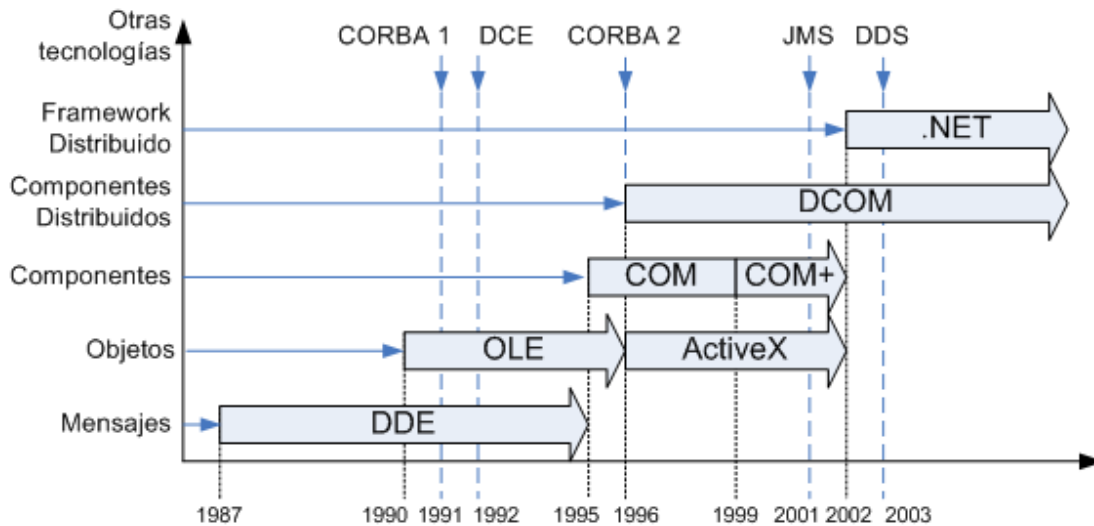 Otras
tecnologías
CORBA 1
DCE
CORBA 2
JMS
DDS
Framework
Distribuido
.NET
Componentes
Distribuidos
DCOM
Componentes
COM
COM+
Objetos
OLE
ActiveX
Mensajes
DDE
1987
1990
1991
1992
1995
1996
1999
2001
2002
2003